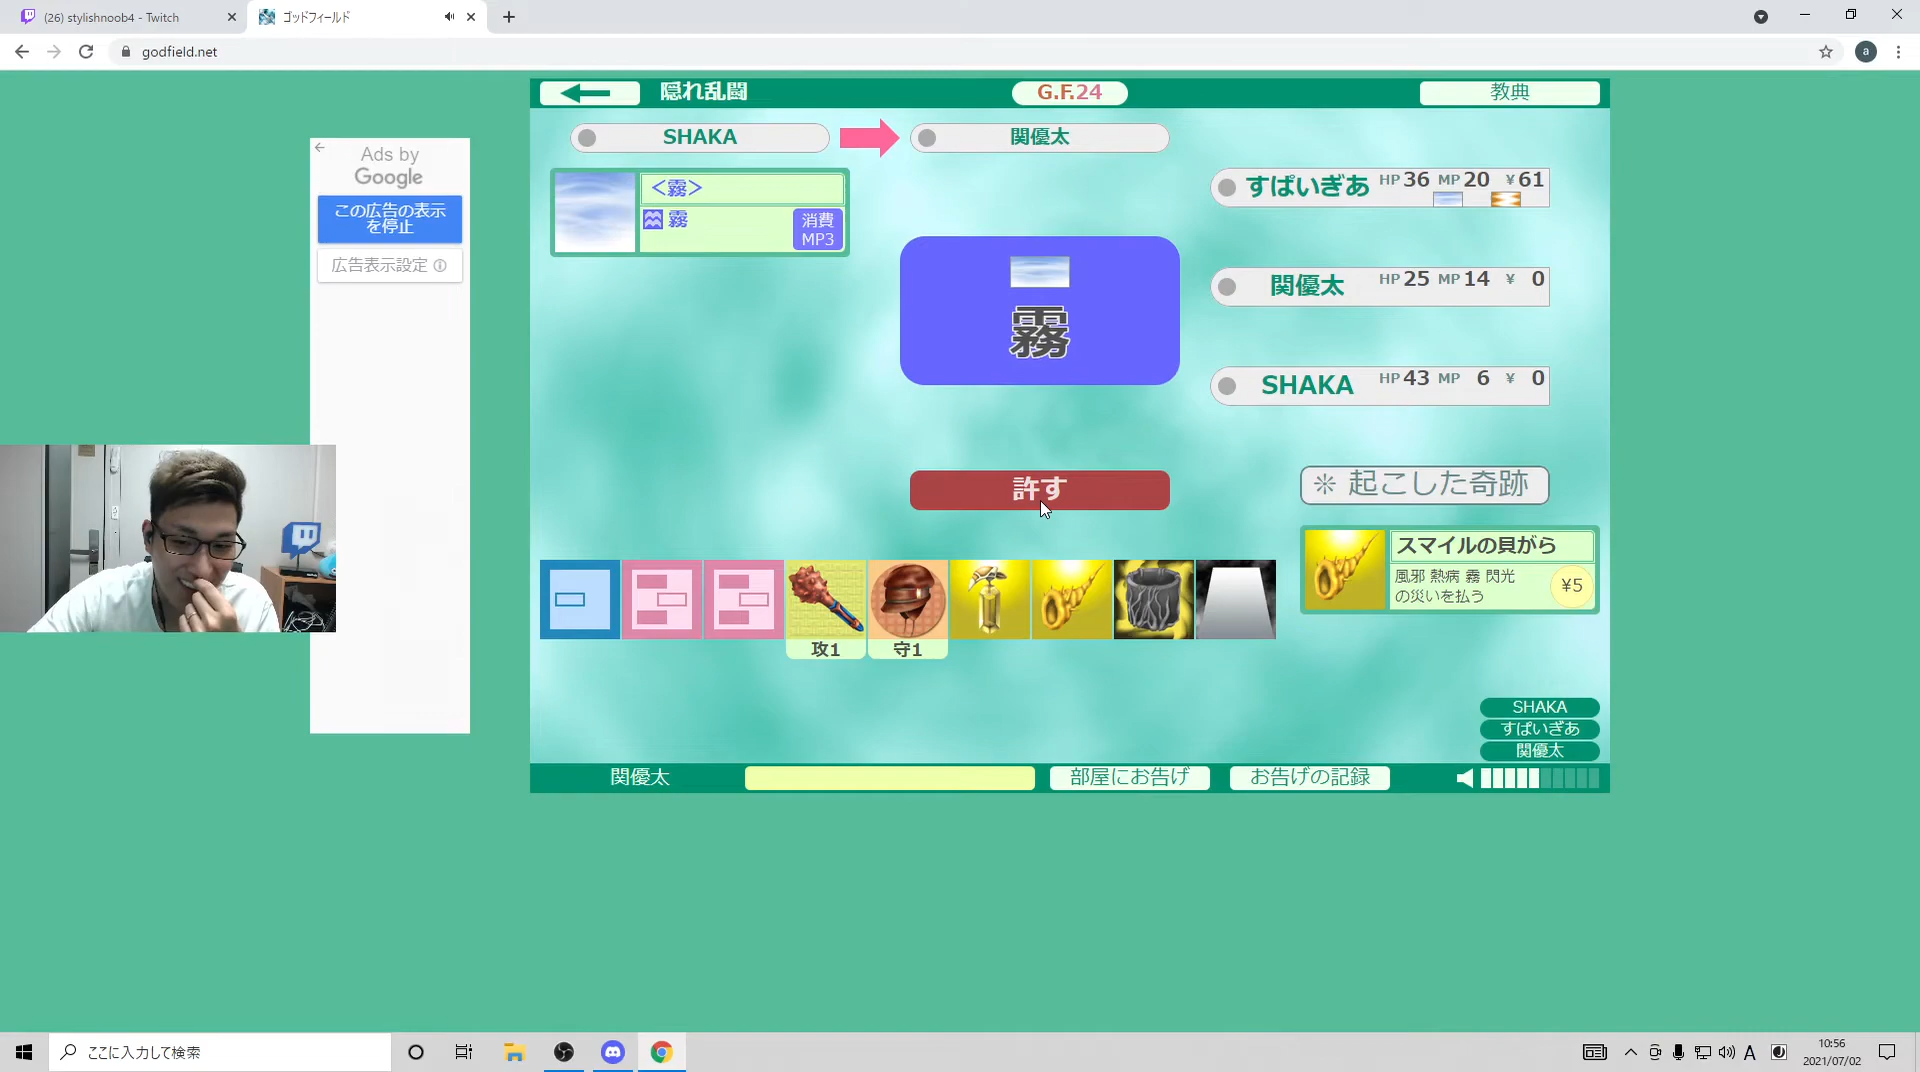 (26) stylishnoob4 - Twitch
ゴッドフィールド
godfield.net
a
隠れ乱闘
G.F.24
教典
SHAKA
関優太
<霧>
霧
消費
MP3
霧
許す
すぱいぎあ HP 36 MP 20 ¥ 61
関優太 HP 25 MP 14 ¥ 0
SHAKA HP 43 MP 6 ¥ 0
Ads by
Google
この広告の表示
を停止
広告表示設定
起こした奇跡
スマイルの貝がら
風邪 熱病 霧 閃光
の災いを払う
¥5
攻1
守1
SHAKA
すぱいぎあ
関優太
関優太
部屋にお告げ
お告げの記録
ここに入力して検索
A
10:56
2021/07/02